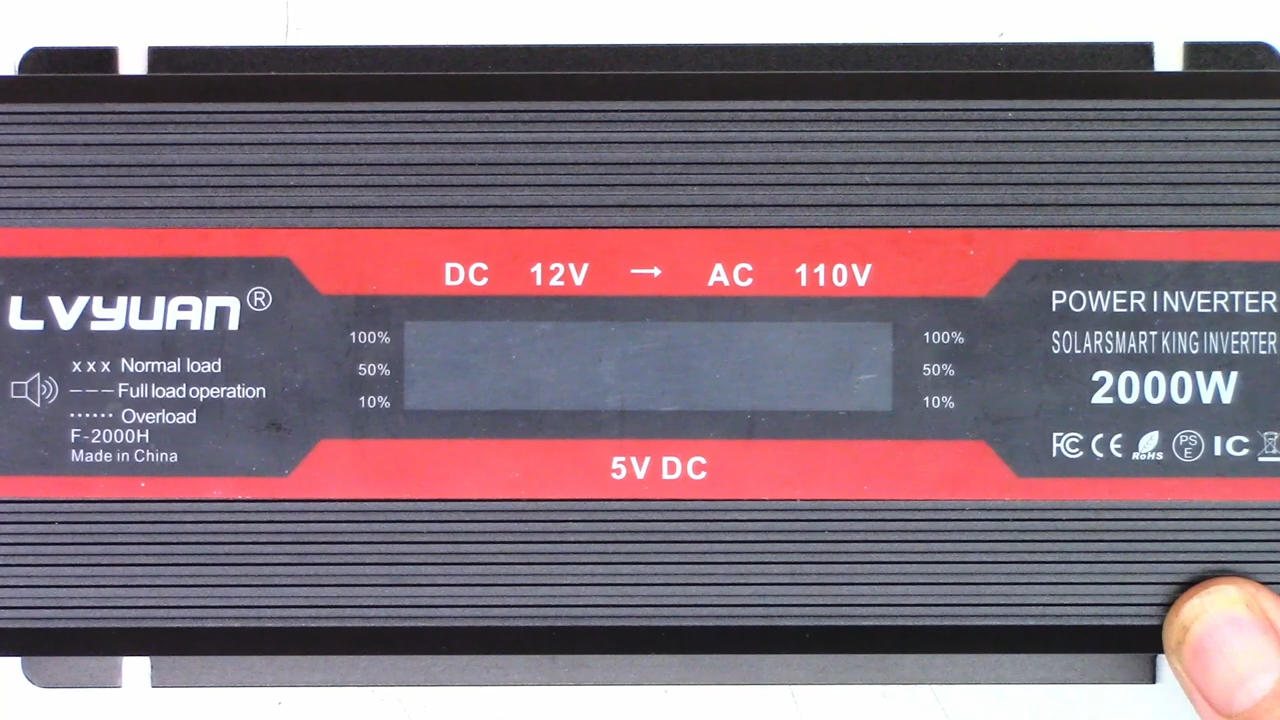 DC 12V → AC 110V
LVYUAN®
x x x Normal load
--- Full load operation
...... Overload
F-2000H
Made in China
100%
50%
10%
100%
50%
10%
POWER INVERTER
SOLARSMART KING INVERTER
2000W
FC CE RoHS PSE IC
5V DC